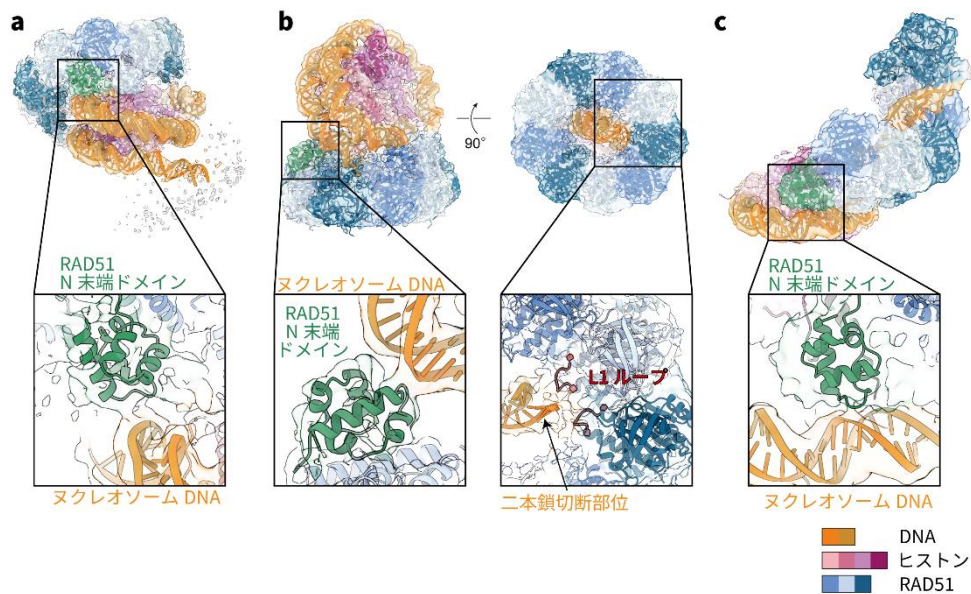 a
b
c
90°
RAD51
N 末端ドメイン
ヌクレオソーム DNA
ヌクレオソーム DNA
RAD51
N 末端
ドメイン
L1 ループ
二本鎖切断部位
RAD51
N 末端ドメイン
ヌクレオソーム DNA
DNA
ヒストン
RAD51